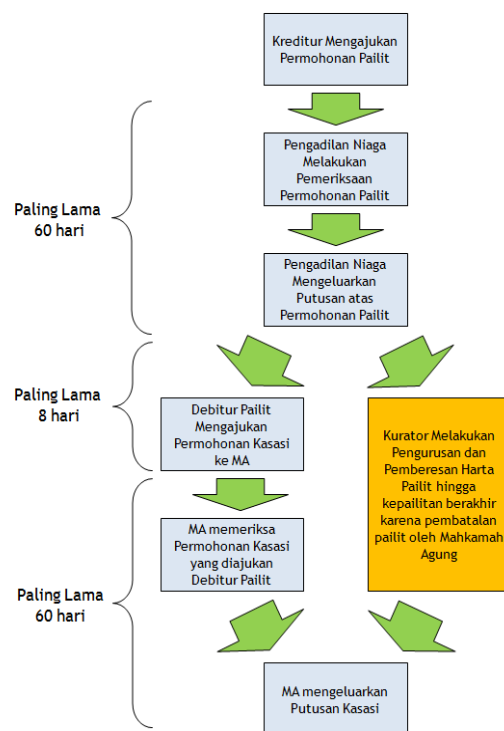 Kreditur Mengajukan
Permohonan Pailit
Pengadilan Niaga
Melakukan
Pemeriksaan
Permohonan Pailit
Paling Lama
60 hari
Pengadilan Niaga
Mengeluarkan
Putusan atas
Permohonan Pailit
Paling Lama
8 hari
Debitur Pailit
Mengajukan
Permohonan Kasasi
ke MA
Kurator Melakukan
Pengurusan dan
Pemberesan Harta
Pailit hingga
kepailitan berakhir
karena pembatalan
pailit oleh Mahkamah
Agung
MA memeriksa
Permohonan Kasasi
yang diajukan
Debitur Pailit
Paling Lama
60 hari
MA mengeluarkan
Putusan Kasasi